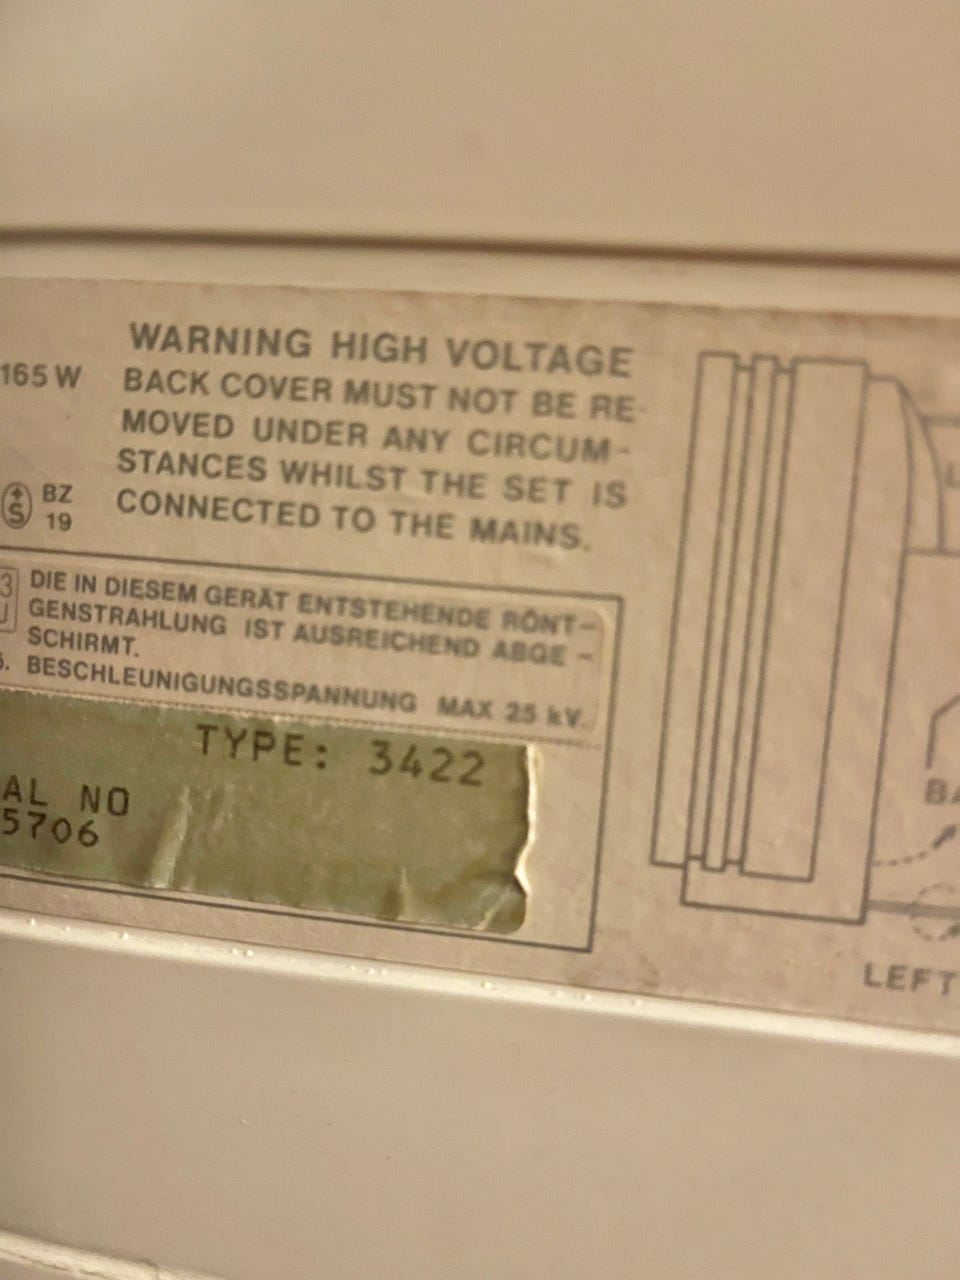 WARNING HIGH VOLTAGE
165 W
BACK COVER MUST NOT BE RE-
MOVED UNDER ANY CIRCUM-
STANCES WHILST THE SET IS
CONNECTED TO THE MAINS.
S
BZ
19
3
U
DIE IN DIESEM GERÄT ENTSTEHENDE RÖNT-
GENSTRAHLUNG IST AUSREICHEND ABGE-
SCHIRMT.
BESCHLEUNIGUNGSSPANNUNG MAX 25 kV.
TYPE: 3422
AL NO
5706
BA
LEFT